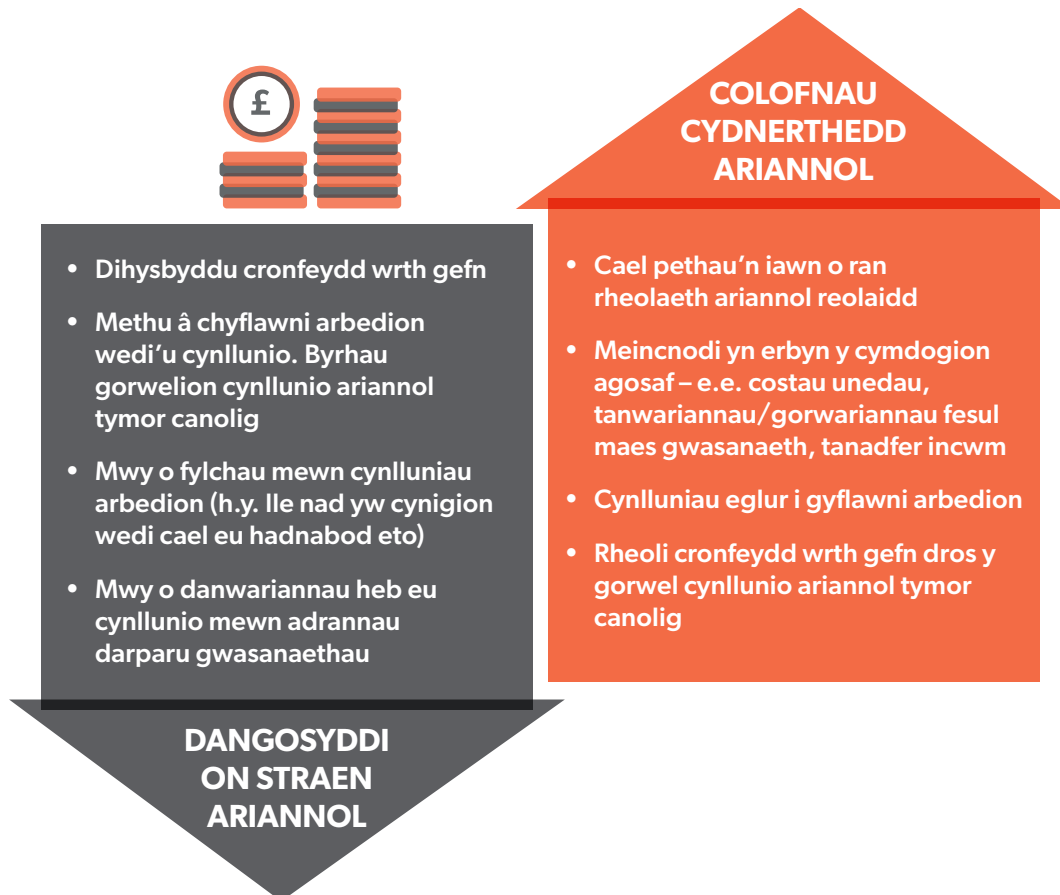 £
• Dihysbyddu cronfeydd wrth gefn
• Methu â chyflawni arbedion
wedi’u cynllunio. Byrhau
gorwelion cynllunio ariannol
tymor canolig
• Mwy o fylchau mewn cynlluniau
arbedion (h.y. lle nad yw cynigion
wedi cael eu hadnabod eto)
• Mwy o danwariannau heb eu
cynllunio mewn adrannau
darparu gwasanaethau
DANGOSYDDI
ON STRAEN
ARIANNOL
COLOFNAU
CYDNERTHEDD
ARIANNOL
• Cael pethau’n iawn o ran
rheolaeth ariannol reolaidd
• Meincnodi yn erbyn y cymdogion
agosaf – e.e. costau unedau,
tanwariannau/gorwariannau fesul
maes gwasanaeth, tanadfer incwm
• Cynlluniau eglur i gyflawni arbedion
• Rheoli cronfeydd wrth gefn dros y
gorwel cynllunio ariannol tymor
canolig